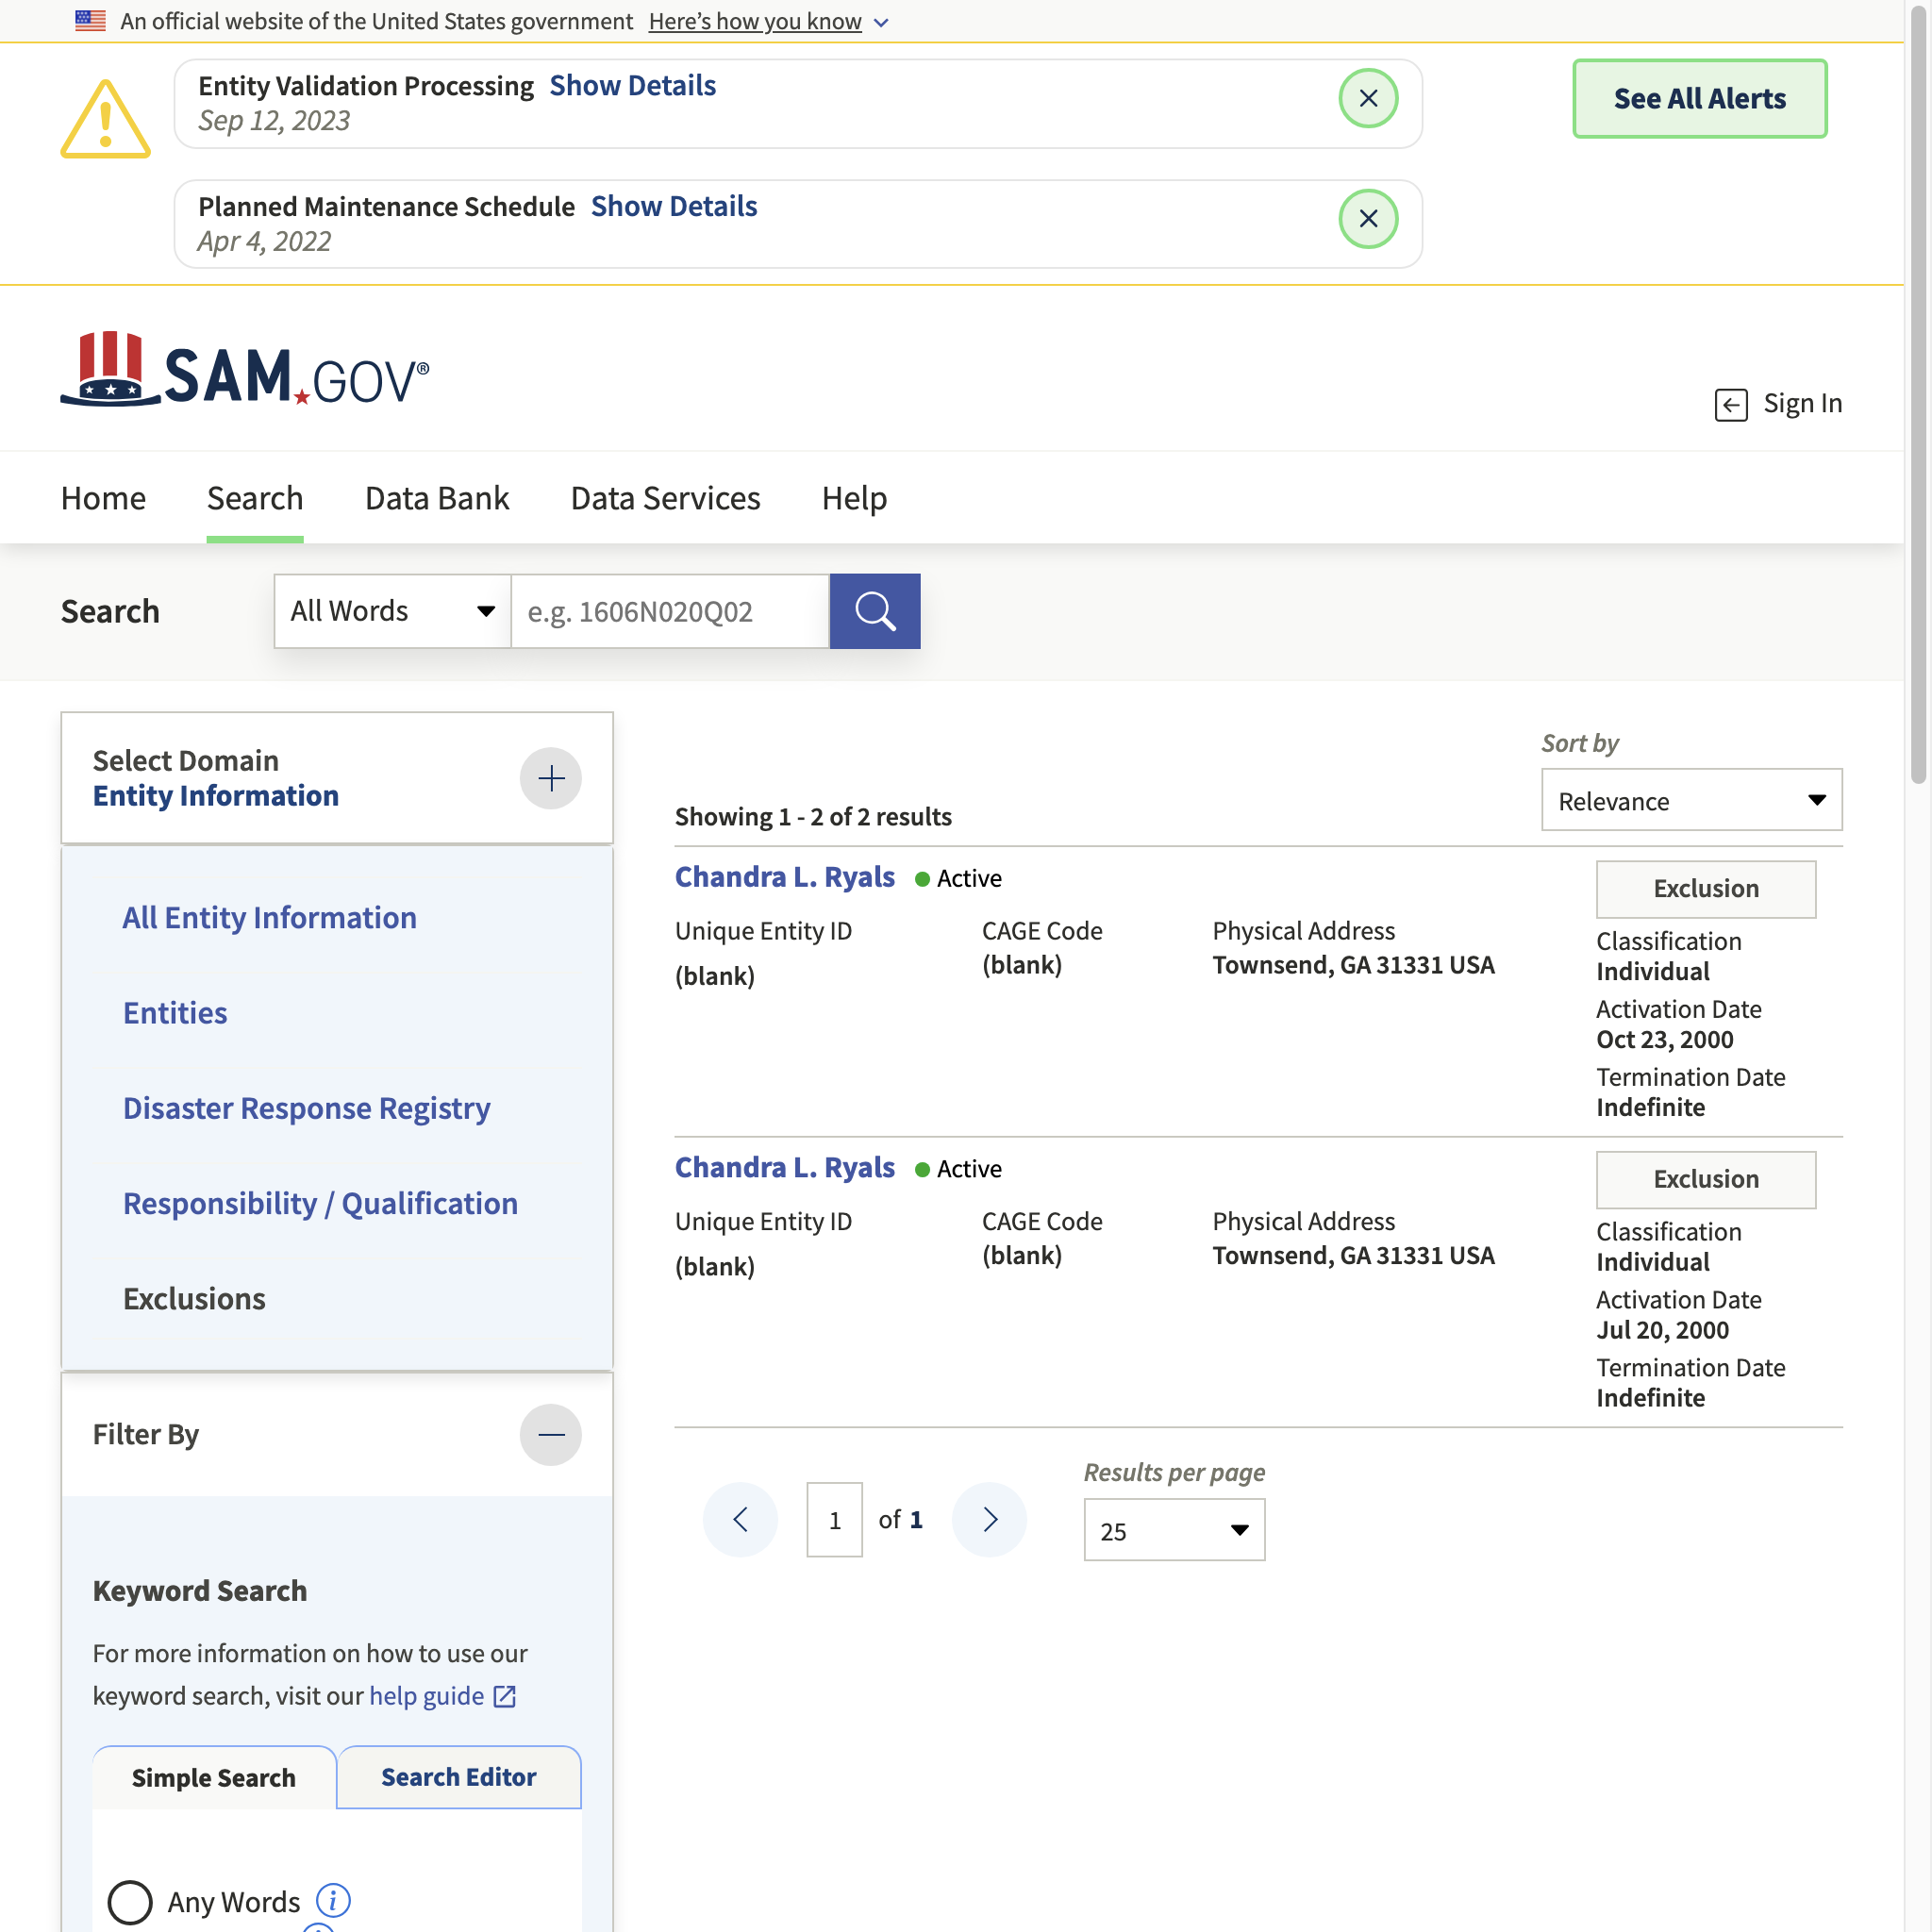 An official website of the United States government Here’s how you know
Entity Validation Processing Show Details
Sep 12, 2023
See All Alerts
Planned Maintenance Schedule Show Details
Apr 4, 2022
SAM.GOV®
Sign In
Home Search Data Bank Data Services Help
Search All Words e.g. 1606N020Q02
Select Domain
Entity Information
All Entity Information
Entities
Disaster Response Registry
Responsibility / Qualification
Exclusions
Filter By
Keyword Search
For more information on how to use our
keyword search, visit our help guide
Simple Search Search Editor
Any Words i
Sort by
Relevance
Showing 1 - 2 of 2 results
Chandra L. Ryals Active
Unique Entity ID
(blank)
CAGE Code
(blank)
Physical Address
Townsend, GA 31331 USA
Exclusion
Classification
Individual
Activation Date
Oct 23, 2000
Termination Date
Indefinite
Chandra L. Ryals Active
Unique Entity ID
(blank)
CAGE Code
(blank)
Physical Address
Townsend, GA 31331 USA
Exclusion
Classification
Individual
Activation Date
Jul 20, 2000
Termination Date
Indefinite
1 of 1
Results per page
25